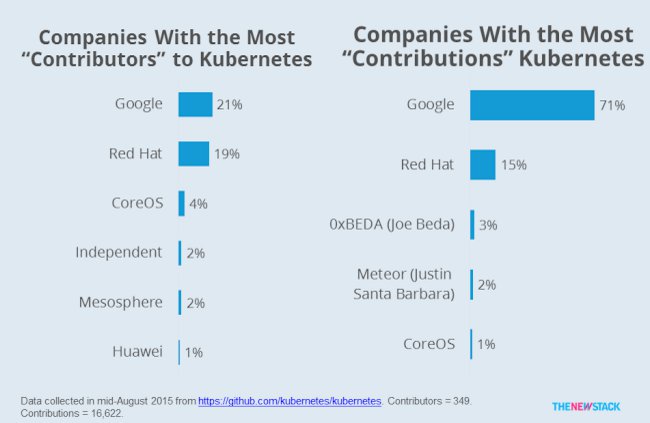 Companies With the Most
“Contributors” to Kubernetes
Google 21%
Red Hat 19%
CoreOS 4%
Independent 2%
Mesosphere 2%
Huawei 1%
Companies With the Most
“Contributions” Kubernetes
Google 71%
Red Hat 15%
0xBEDA (Joe Beda) 3%
Meteor (Justin
Santa Barbara) 2%
CoreOS 1%
Data collected in mid-August 2015 from https://github.com/kubernetes/kubernetes. Contributors = 349.
Contributions = 16,622.
THENEWSTACK